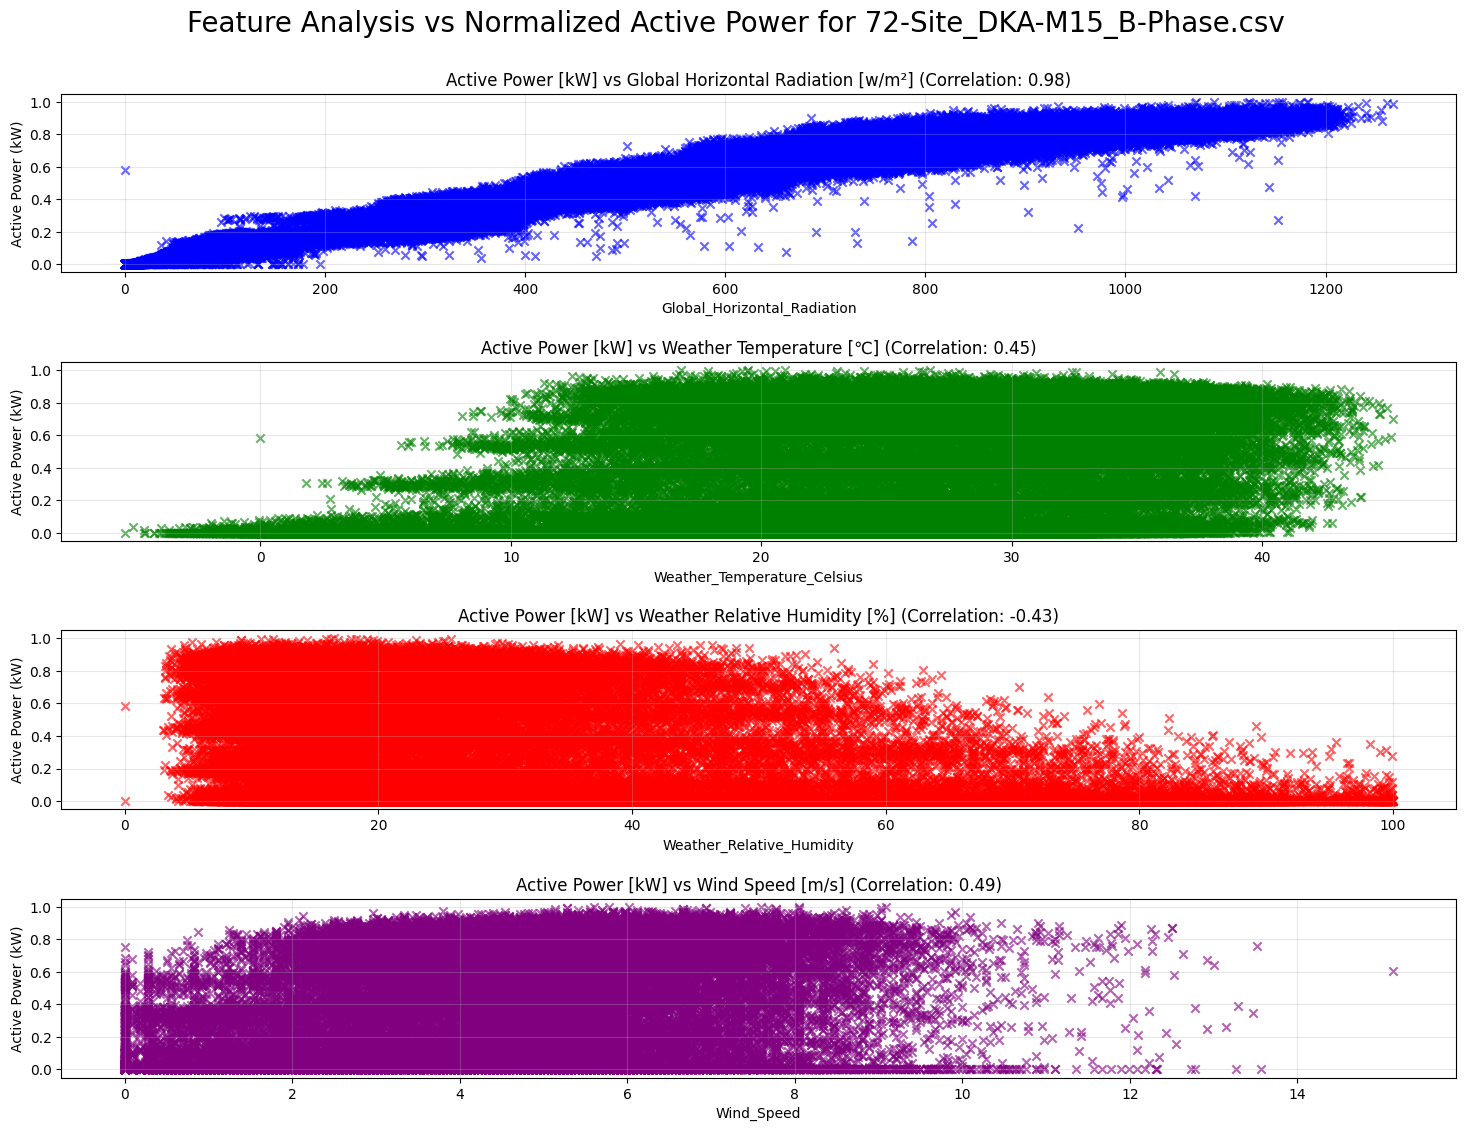 Feature Analysis vs Normalized Active Power for 72-Site_DKA-M15_B-Phase.csv
Active Power [kW] vs Global Horizontal Radiation [w/m²] (Correlation: 0.98)
Active Power (kW)
1.0
0.8
0.6
0.4
0.2
0.0
0 200 400 600 800 1000 1200
Global_Horizontal_Radiation
Active Power [kW] vs Weather Temperature [℃] (Correlation: 0.45)
Active Power (kW)
1.0
0.8
0.6
0.4
0.2
0.0
0 10 20 30 40
Weather_Temperature_Celsius
Active Power [kW] vs Weather Relative Humidity [%] (Correlation: -0.43)
Active Power (kW)
1.0
0.8
0.6
0.4
0.2
0.0
0 20 40 60 80 100
Weather_Relative_Humidity
Active Power [kW] vs Wind Speed [m/s] (Correlation: 0.49)
Active Power (kW)
1.0
0.8
0.6
0.4
0.2
0.0
0 2 4 6 8 10 12 14
Wind_Speed